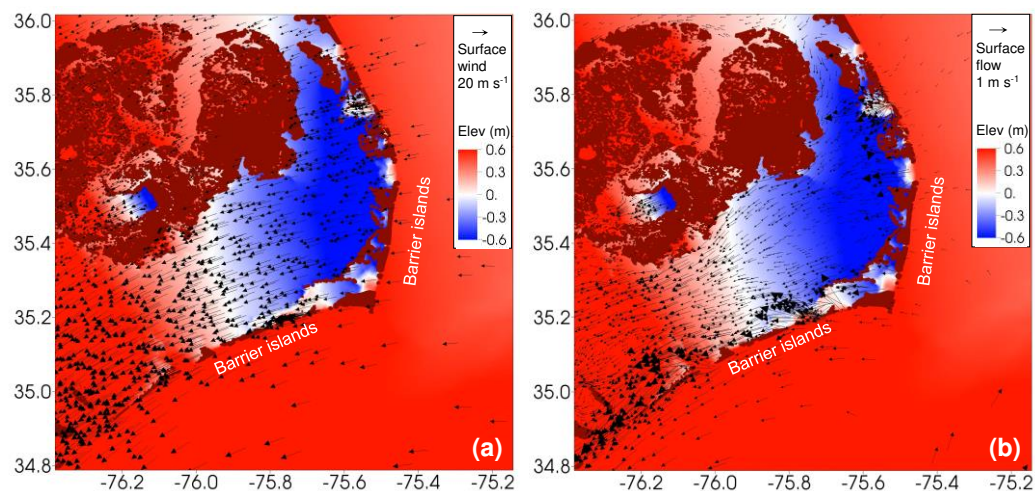 36.0
35.8
35.6
35.4
35.2
35.0
34.8
-76.2
-76.0
-75.8
-75.6
-75.4
-75.2
Surface
wind
20 m s⁻¹
Elev (m)
0.6
0.3
0.0
-0.3
-0.6
Barrier islands
Barrier islands
(a)
36.0
35.8
35.6
35.4
35.2
35.0
34.8
-76.2
-76.0
-75.8
-75.6
-75.4
-75.2
Surface
flow
1 m s⁻¹
Elev (m)
0.6
0.3
0.0
-0.3
-0.6
Barrier islands
Barrier islands
(b)